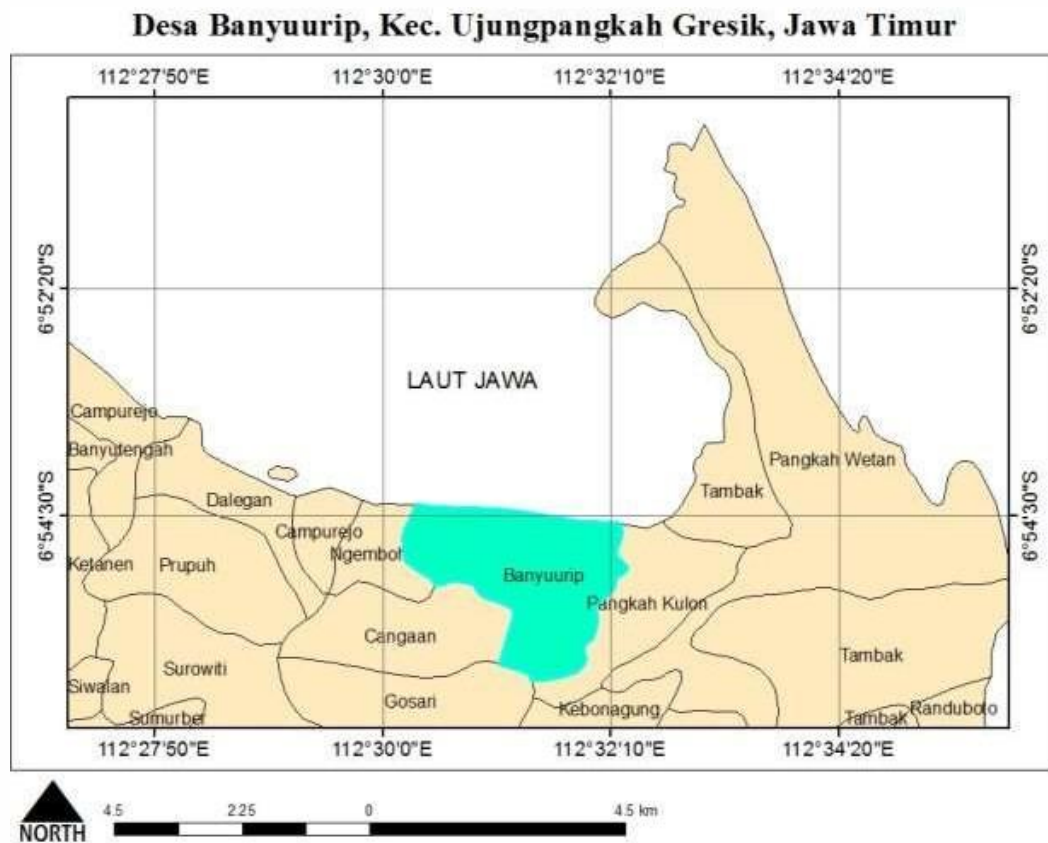 Desa Banyuurip, Kec. Ujungpangkah Gresik, Jawa Timur
112°27'50"E 112°30'0"E 112°32'10"E 112°34'20"E
6°52'20"S 6°52'20"S
LAUT JAWA
Campurejo
Banyutengah
Pangkah Wetan
Dalegan
Tambak
6°54'30"S 6°54'30"S
Campurejo
Ngemboh
Ketanen
Prupuh
Banyuurip
Pangkah Kulon
Cangaan
Tambak
Surowiti
Siwalan
Gosari
Kebonagung
Randuboto
Sumurber
Tambak
112°27'50"E 112°30'0"E 112°32'10"E 112°34'20"E
4.5 2.25 0 4.5 km
NORTH